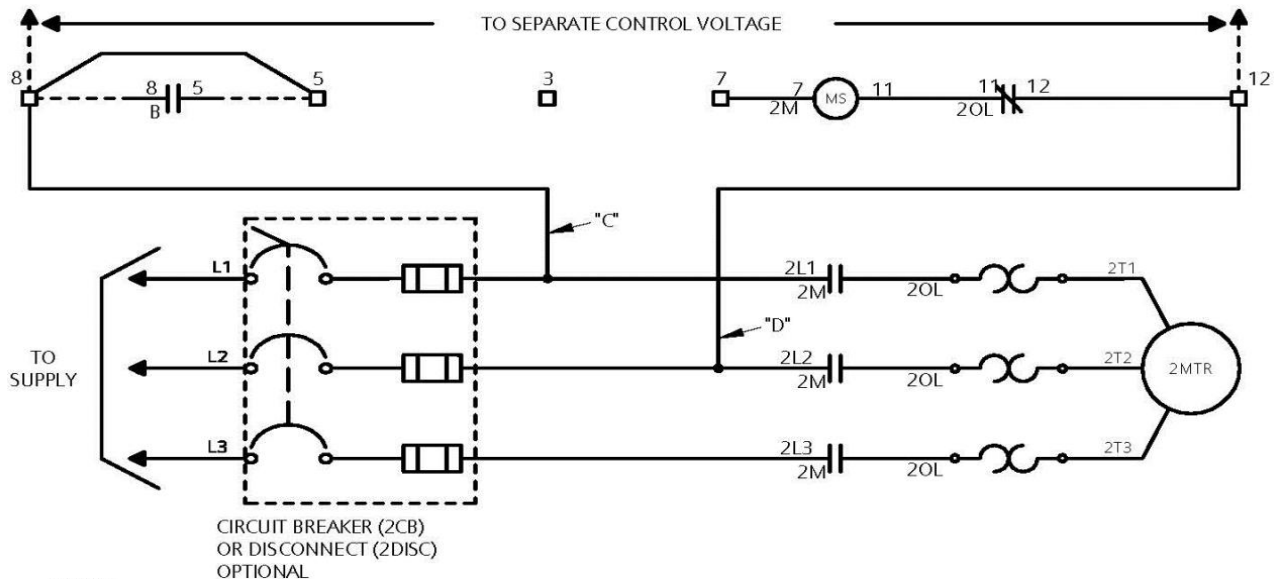 TO SEPARATE CONTROL VOLTAGE
8
8 5
B
5
3
7
7
2M
MS
11
11 12
2OL
12
"C"
L1
2L1
2M
2OL
2T1
"D"
TO
SUPPLY
L2
2L2
2M
2OL
2T2
2MTR
L3
2L3
2M
2OL
2T3
CIRCUIT BREAKER (2CB)
OR DISCONNECT (2DISC)
OPTIONAL